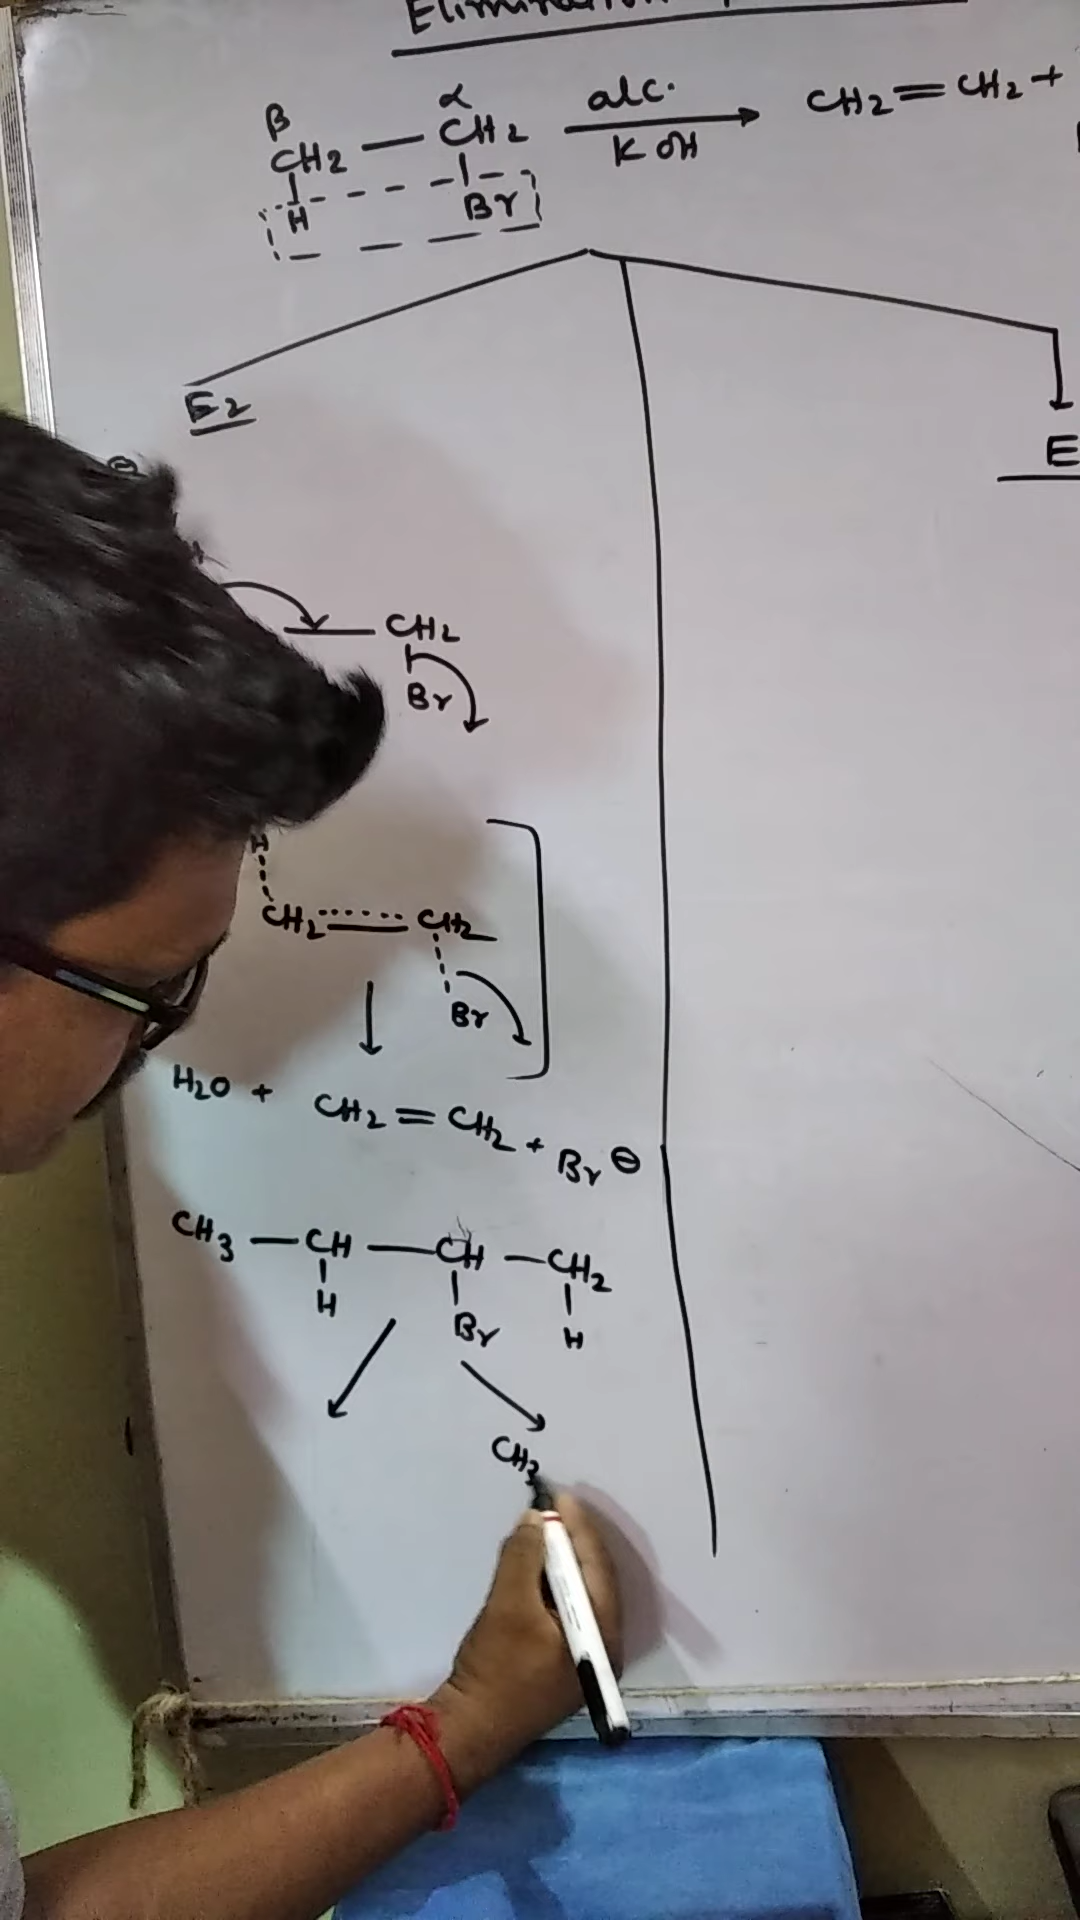 Elimination
β α
CH2 — CH2 alc. KOH → CH2 = CH2 +
H Br
E2
E
⊖
— CH2
Br
H
CH2 = CH2
Br
↓
H2O + CH2 = CH2 + Br ⊖
CH3 — CH — CH — CH2
H Br H
CH3